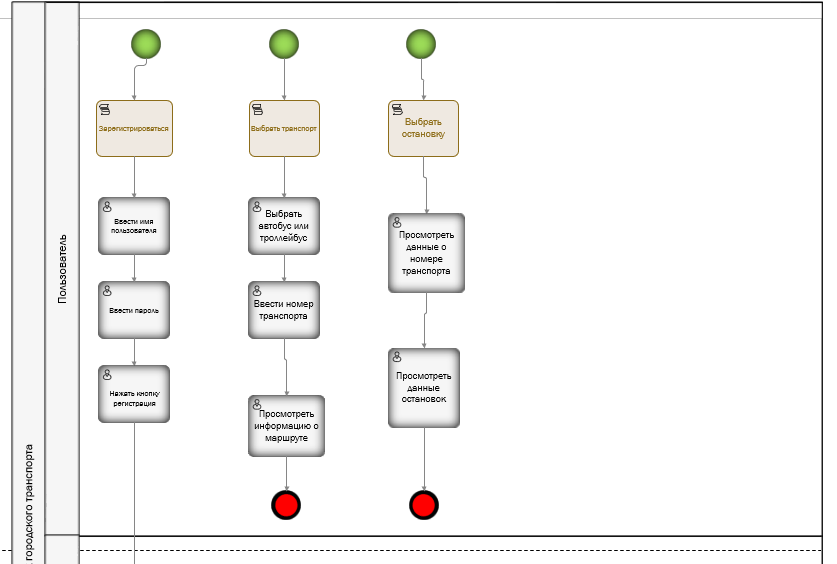 Зарегистрироваться
Выбрать транспорт
Выбрать
остановку
Ввести имя
пользователя
Выбрать
автобус или
троллейбус
Просмотреть
данные о
номере
транспорта
Ввести пароль
Ввести номер
транспорта
Нажать кнопку
регистрация
Просмотреть
информацию о
маршруте
Просмотреть
данные
остановок
Пользователь
городского транспорта